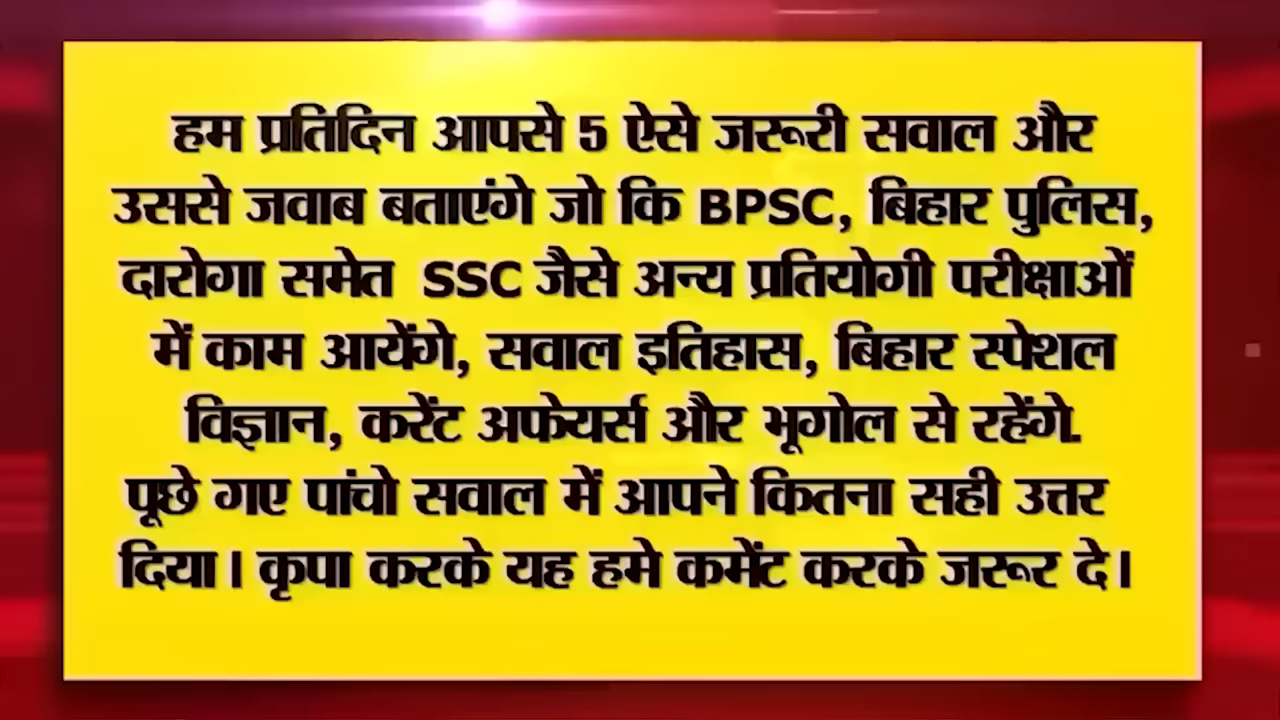 हम प्रतिदिन आपसे 5 ऐसे जरूरी सवाल और
उससे जवाब बताएंगे जो कि BPSC, बिहार पुलिस,
दारोगा समेत SSC जैसे अन्य प्रतियोगी परीक्षाओं
में काम आयेंगे, सवाल इतिहास, बिहार स्पेशल
विज्ञान, करेंट अफेयर्स और भूगोल से रहेंगे.
पूछे गए पांचो सवाल में आपने कितना सही उत्तर
दिया। कृपा करके यह हमे कमेंट करके जरूर दे।